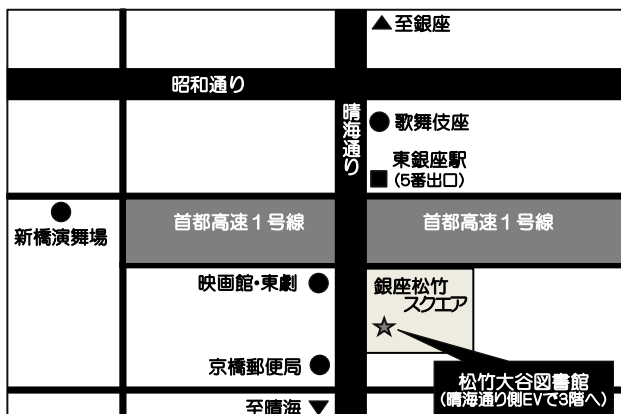 ▲至銀座
昭和通り
晴海通り
●歌舞伎座
東銀座駅
■(5番出口)
新橋演舞場
首都高速1号線
首都高速1号線
映画館・東劇●
銀座松竹
スクエア
京橋郵便局●
松竹大谷図書館
(晴海通り側EVで3階へ)
至晴海▼